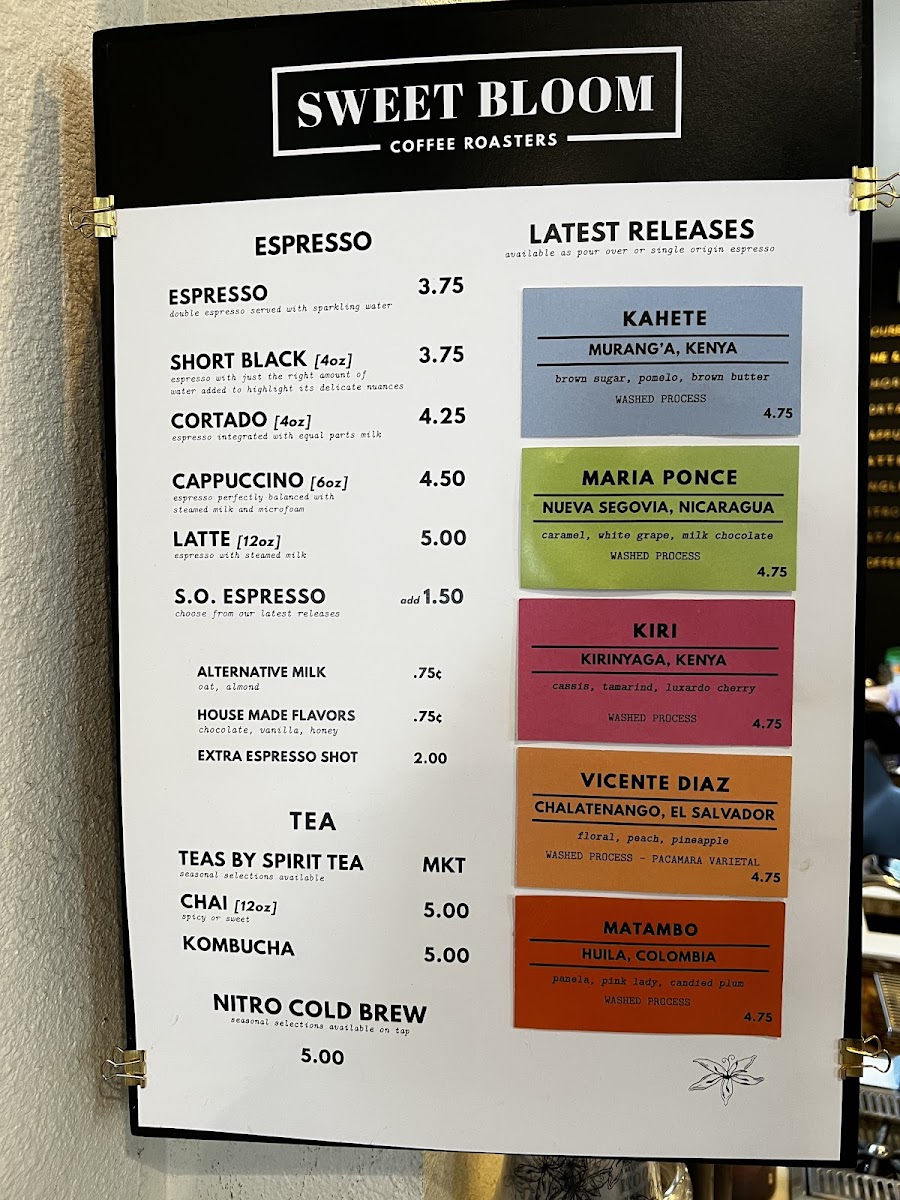 SWEET BLOOM
COFFEE ROASTERS
ESPRESSO
ESPRESSO 3.75
double espresso served with sparkling water
SHORT BLACK [4oz] 3.75
espresso with just the right amount of
water added to highlight its delicate nuances
CORTADO [4oz] 4.25
espresso integrated with equal parts milk
CAPPUCCINO [6oz] 4.50
espresso perfectly balanced with
steamed milk and microfoam
LATTE [12oz] 5.00
espresso with steamed milk
S.O. ESPRESSO add 1.50
choose from our latest releases
ALTERNATIVE MILK .75¢
oat, almond
HOUSE MADE FLAVORS .75¢
chocolate, vanilla, honey
EXTRA ESPRESSO SHOT 2.00
TEA
TEAS BY SPIRIT TEA MKT
seasonal selections available
CHAI [12oz] 5.00
spicy or sweet
KOMBUCHA 5.00
NITRO COLD BREW
seasonal selections available on tap
5.00
LATEST RELEASES
available as pour over or single origin espresso
KAHETE
MURANG'A, KENYA
brown sugar, pomelo, brown butter
WASHED PROCESS
4.75
MARIA PONCE
NUEVA SEGOVIA, NICARAGUA
caramel, white grape, milk chocolate
WASHED PROCESS
4.75
KIRI
KIRINYAGA, KENYA
cassis, tamarind, luxardo cherry
WASHED PROCESS
4.75
VICENTE DIAZ
CHALATENANGO, EL SALVADOR
floral, peach, pineapple
WASHED PROCESS - PACAMARA VARIETAL
4.75
MATAMBO
HUILA, COLOMBIA
panela, pink lady, candied plum
WASHED PROCESS
4.75